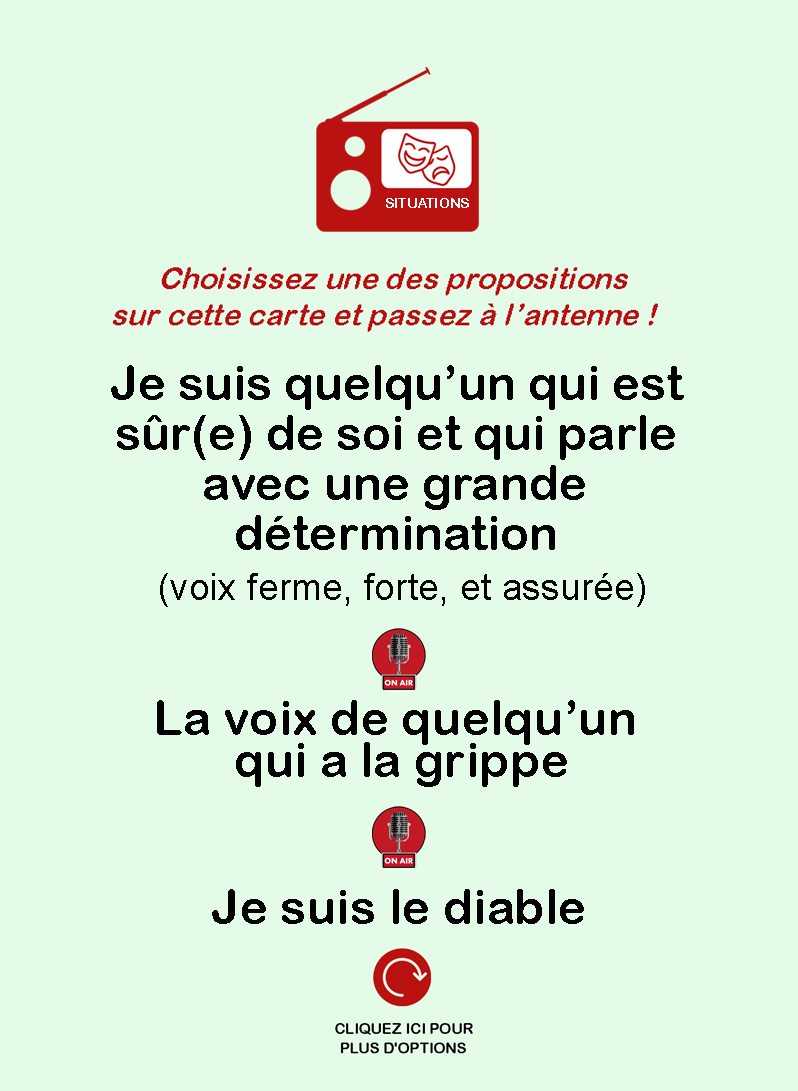 SITUATIONS
Choisissez une des propositions
sur cette carte et passez à l’antenne !
Je suis quelqu’un qui est
sûr(e) de soi et qui parle
avec une grande
détermination
(voix ferme, forte, et assurée)
ON AIR
La voix de quelqu’un
qui a la grippe
ON AIR
Je suis le diable
CLIQUEZ ICI POUR
PLUS D'OPTIONS